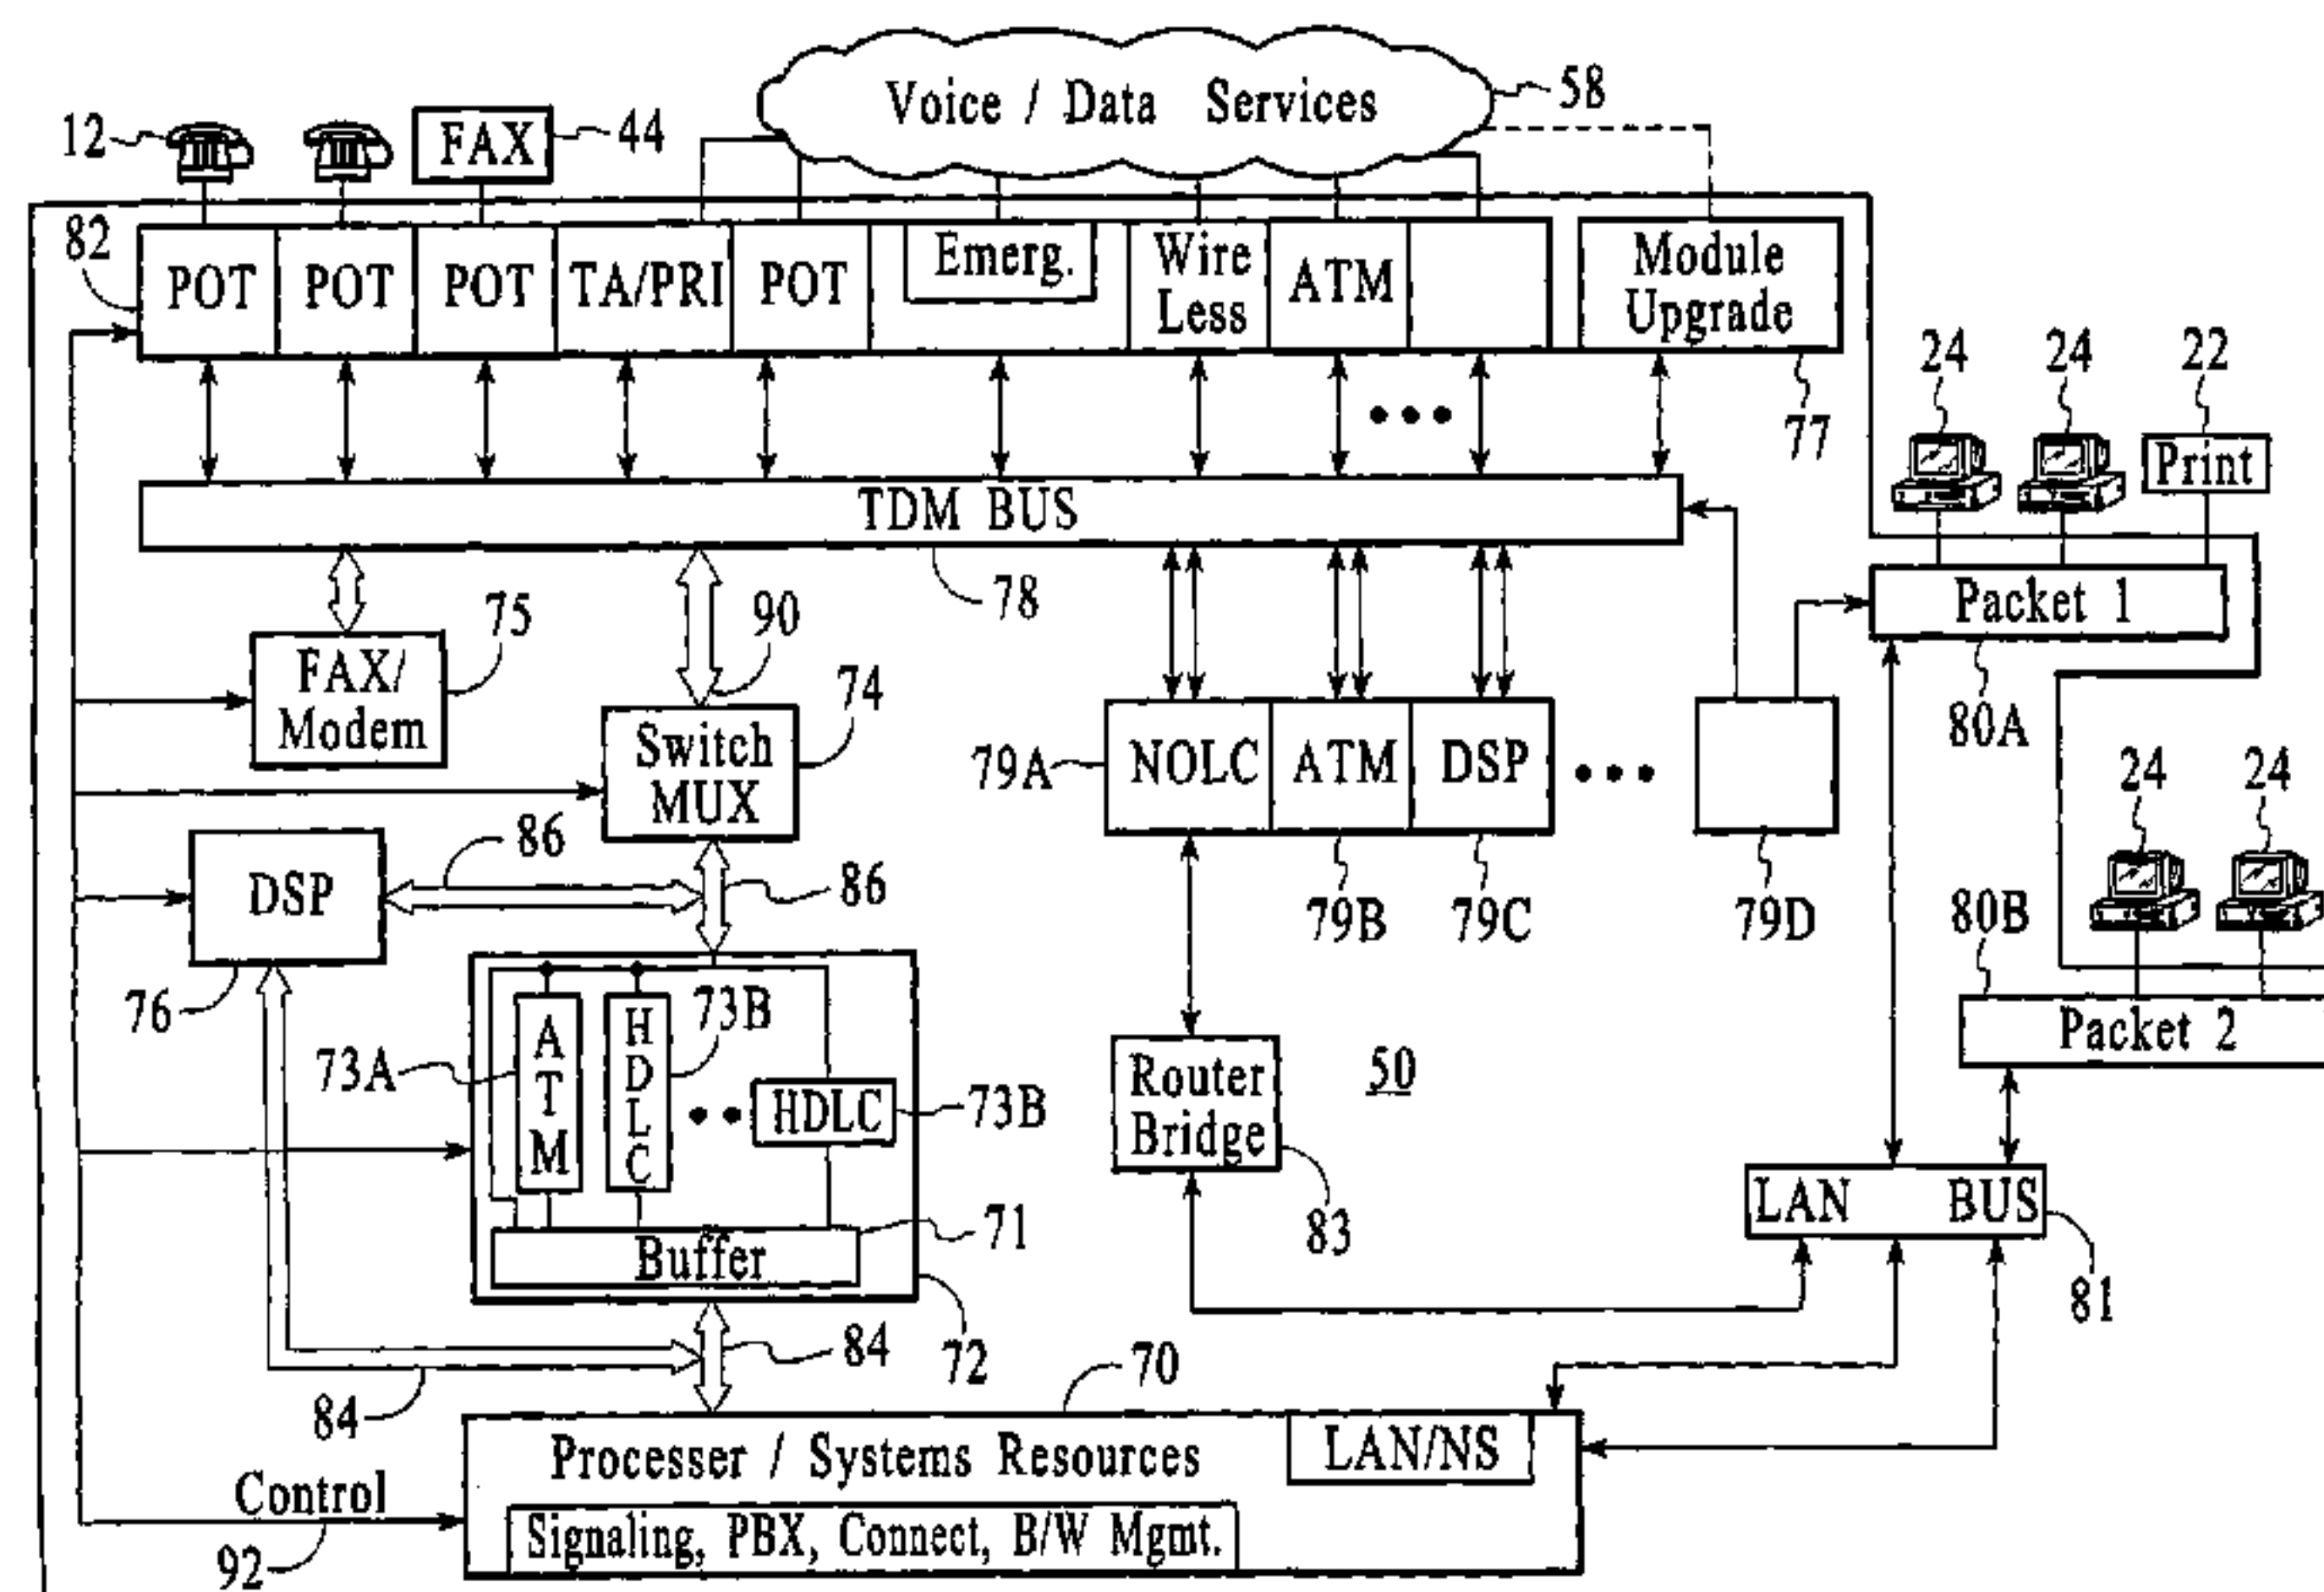 Voice / Data Services
58
12
FAX
44
82
POT
POT
POT
TA/PRI
POT
Emerg.
Wire
Less
ATM
Module
Upgrade
77
24
24
22
Print
TDM BUS
78
Packet 1
80A
75
90
FAX/
Modem
74
Switch
MUX
79A
NOLC
ATM
DSP
79B
79C
79D
24
24
80B
Packet 2
86
DSP
86
76
73A
ATM
HDLC
73B
HDLC
73B
Router
Bridge
83
50
LAN BUS
81
Buffer
71
72
84
84
70
Processer / Systems Resources
LAN/NS
Control
92
Signaling, PBX, Connect, B/W Mgmt.